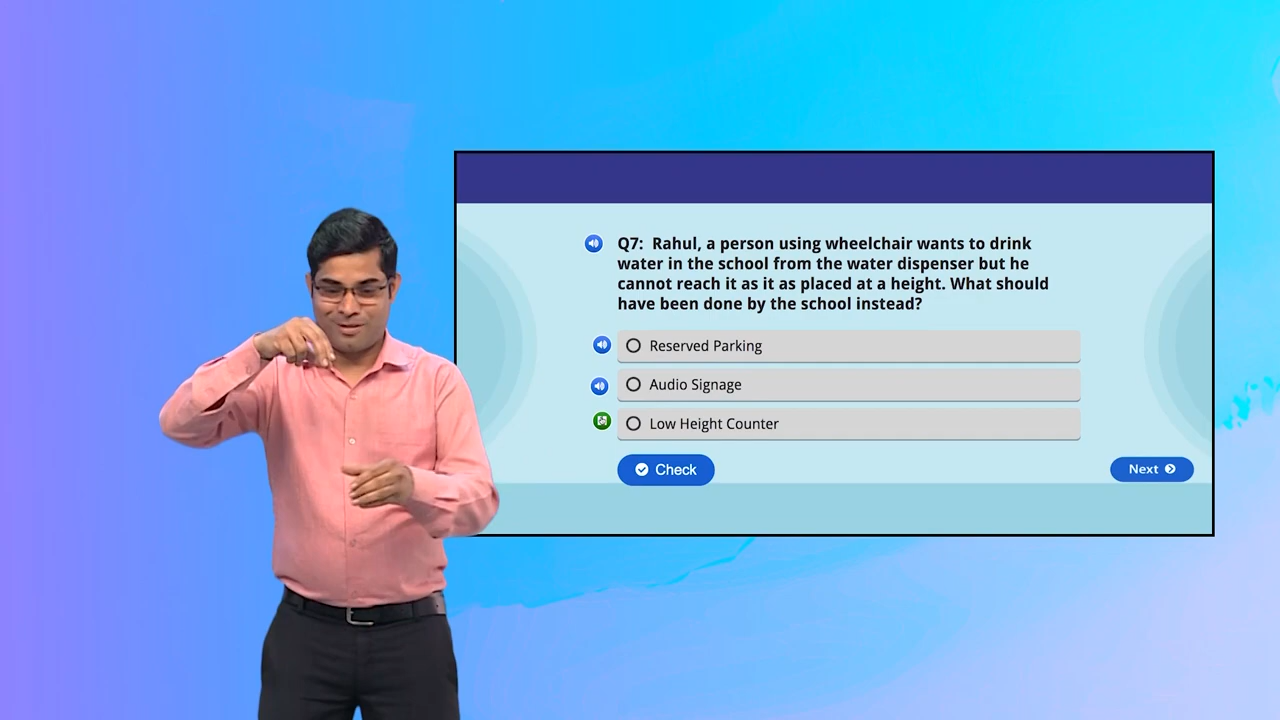 Q7: Rahul, a person using wheelchair wants to drink
water in the school from the water dispenser but he
cannot reach it as it as placed at a height. What should
have been done by the school instead?
Reserved Parking
Audio Signage
Low Height Counter
Check
Next